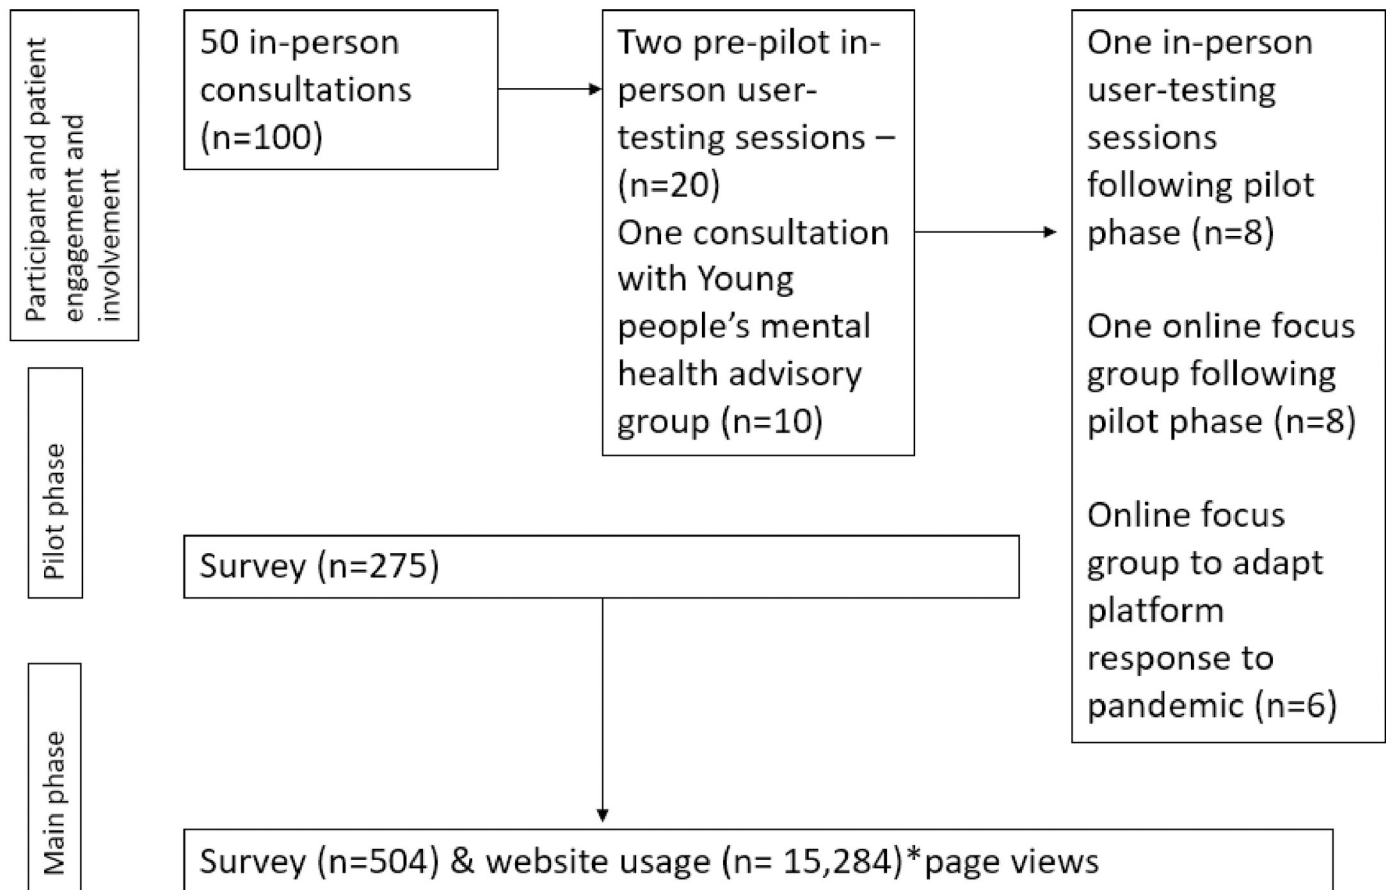 Participant and patient
engagement and
involvement
50 in-person
consultations
(n=100)
Two pre-pilot in-
person user-
testing sessions –
(n=20)
One consultation
with Young
people’s mental
health advisory
group (n=10)
One in-person
user-testing
sessions
following pilot
phase (n=8)
One online focus
group following
pilot phase (n=8)
Online focus
group to adapt
platform
response to
pandemic (n=6)
Pilot phase
Survey (n=275)
Main phase
Survey (n=504) & website usage (n= 15,284)*page views